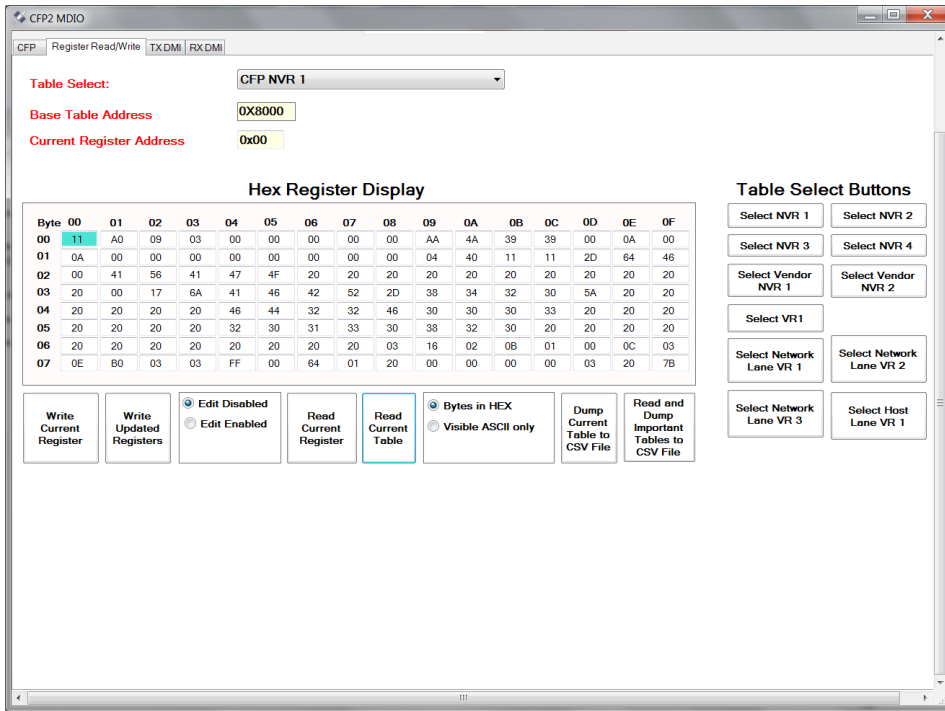 CFP2 MDIO
CFP Register Read/Write TX DMI RX DMI
Table Select: CFP NVR 1
Base Table Address 0X8000
Current Register Address 0x00
Hex Register Display
Byte 00 01 02 03 04 05 06 07 08 09 0A 0B 0C 0D 0E 0F
00 11 A0 09 03 00 00 00 00 00 AA 4A 39 39 00 0A 00
01 0A 00 00 00 00 00 00 00 04 40 11 11 2D 64 46
02 00 41 56 41 47 4F 20 20 20 20 20 20 20 20 20 20
03 20 00 17 6A 41 46 42 52 2D 38 34 32 30 5A 20 20
04 20 20 20 46 44 32 32 46 30 30 30 33 20 20 20
05 20 20 20 20 32 30 31 33 30 38 32 30 20 20 20
06 20 20 20 20 20 20 20 03 16 02 0B 01 00 0C 03
07 0E B0 03 03 FF 00 64 01 20 00 00 00 00 03 20 7B
Write Current Register
Write Updated Registers
Edit Disabled
Edit Enabled
Read Current Register
Read Current Table
Bytes in HEX
Visible ASCII only
Dump Current Table to CSV File
Read and Dump Important Tables to CSV File
Table Select Buttons
Select NVR 1 Select NVR 2
Select NVR 3 Select NVR 4
Select Vendor NVR 1
Select Vendor NVR 2
Select VR1
Select Network Lane VR 1
Select Network Lane VR 2
Select Network Lane VR 3
Select Host Lane VR 1